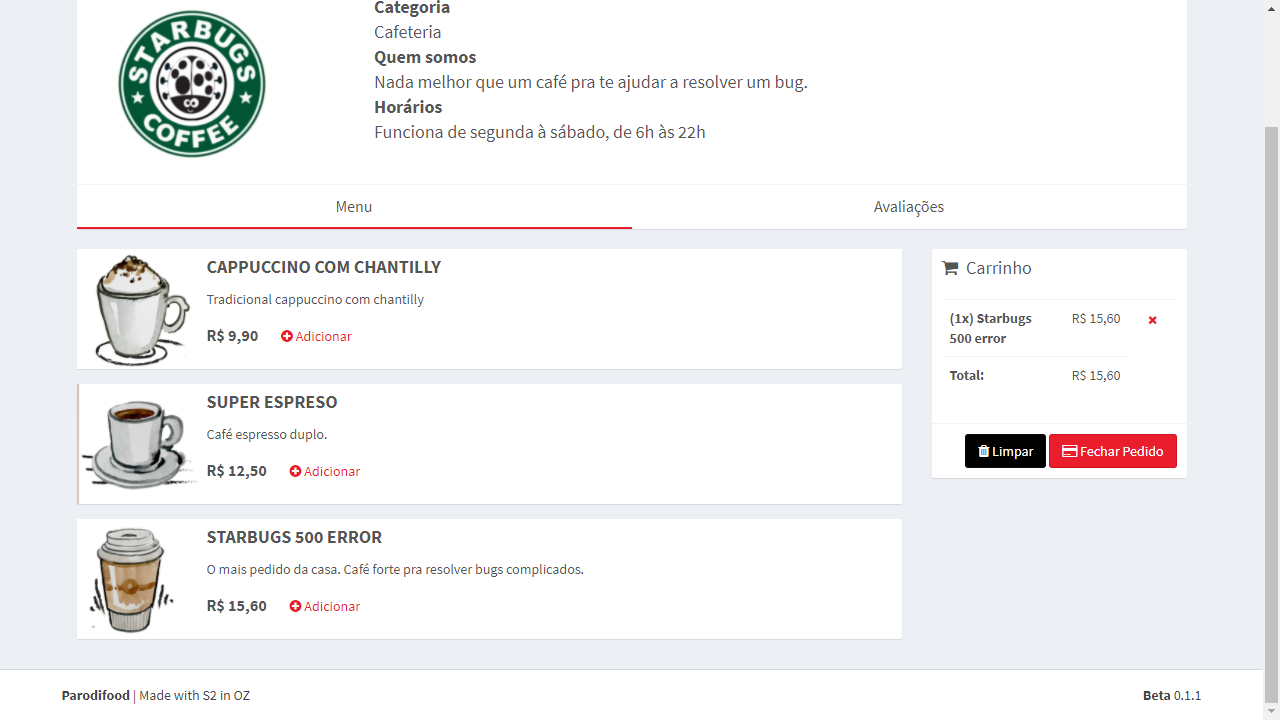 STARBUGS
COFFEE
Categoria
Cafeteria
Quem somos
Nada melhor que um café pra te ajudar a resolver um bug.
Horários
Funciona de segunda à sábado, de 6h às 22h
Menu
Avaliações
CAPPUCCINO COM CHANTILLY
Tradicional cappuccino com chantilly
R$ 9,90 Adicionar
SUPER ESPRESO
Café espresso duplo.
R$ 12,50 Adicionar
STARBUGS 500 ERROR
O mais pedido da casa. Café forte pra resolver bugs complicados.
R$ 15,60 Adicionar
Carrinho
(1x) Starbugs R$ 15,60
500 error
Total: R$ 15,60
Limpar Fechar Pedido
Parodifood | Made with S2 in OZ
Beta 0.1.1